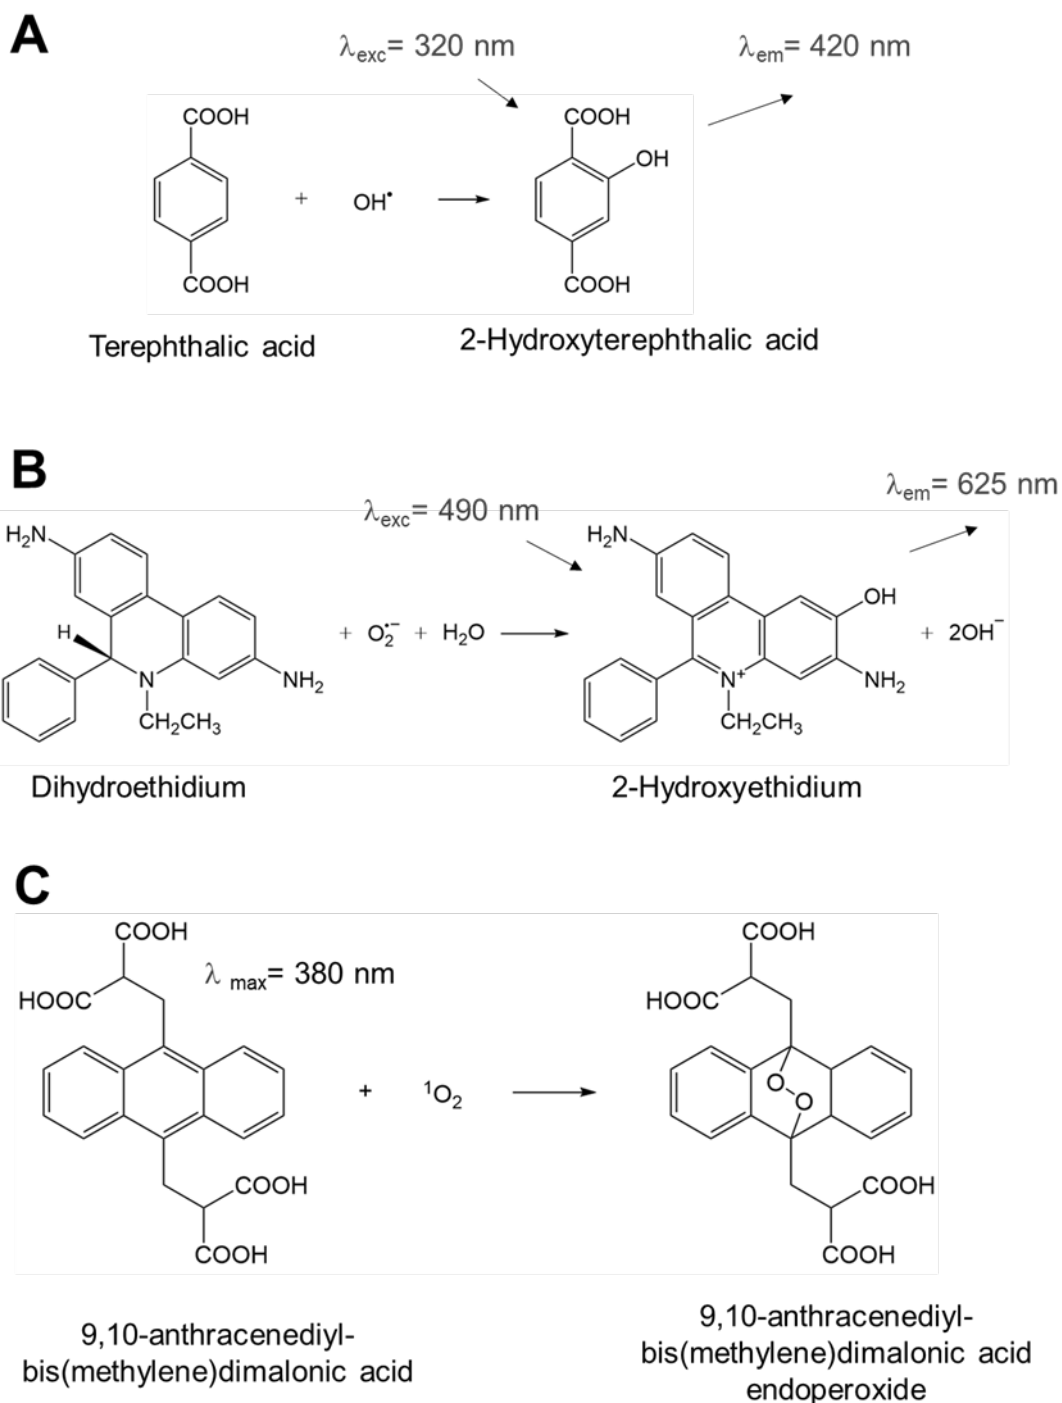 A
λexc= 320 nm
λem= 420 nm
COOH
COOH
OH
+
OH•
COOH
COOH
Terephthalic acid
2-Hydroxyterephthalic acid
B
λem= 625 nm
λexc= 490 nm
H₂N
H₂N
OH
H
+ O₂•− + H₂O
+ 2OH−
N
NH₂
N+
NH₂
CH₂CH₃
CH₂CH₃
Dihydroethidium
2-Hydroxyethidium
C
COOH
COOH
λ max= 380 nm
HOOC
HOOC
+
¹O₂
O
O
COOH
COOH
COOH
COOH
9,10-anthracenediyl-
bis(methylene)dimalonic acid
9,10-anthracenediyl-
bis(methylene)dimalonic acid
endoperoxide